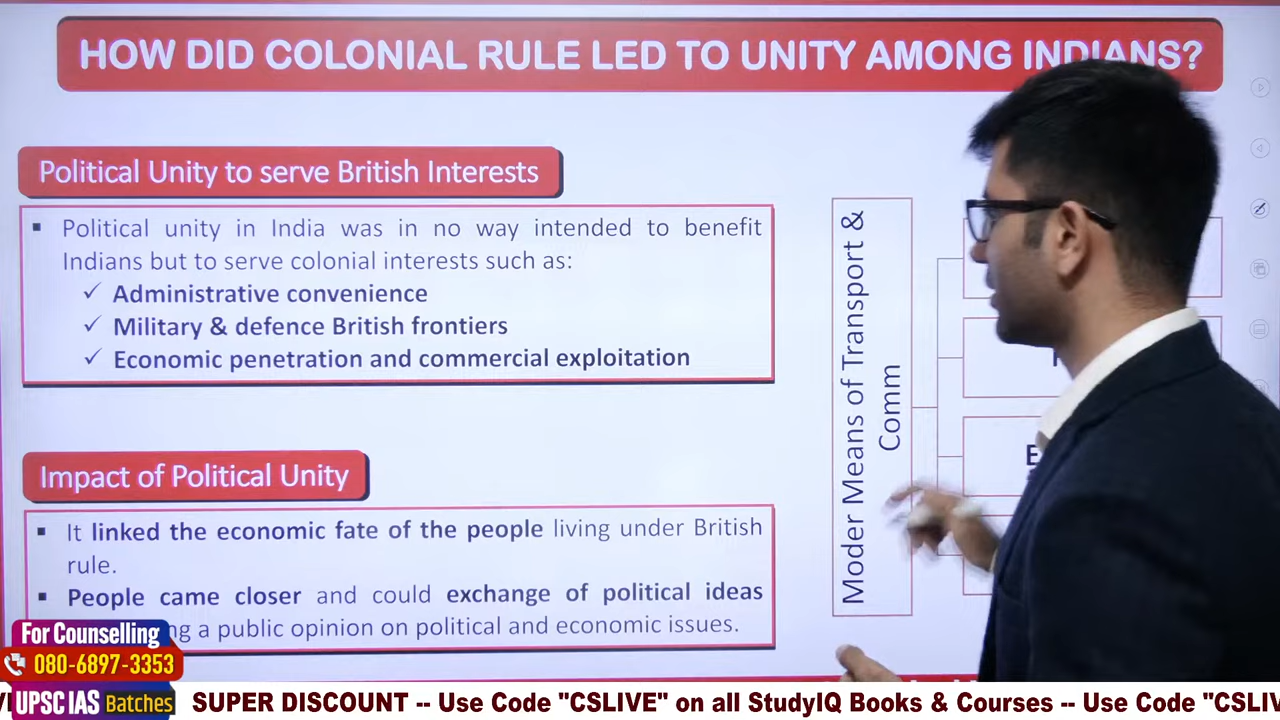 HOW DID COLONIAL RULE LED TO UNITY AMONG INDIANS?
Political Unity to serve British Interests
▪ Political unity in India was in no way intended to benefit
Indians but to serve colonial interests such as:
✓ Administrative convenience
✓ Military & defence British frontiers
✓ Economic penetration and commercial exploitation
Impact of Political Unity
▪ It linked the economic fate of the people living under British
rule.
▪ People came closer and could exchange of political ideas
a public opinion on political and economic issues.
Moder Means of Transport &
Comm
For Counselling
080-6897-3353
UPSC IAS Batches
SUPER DISCOUNT -- Use Code "CSLIVE" on all StudyIQ Books & Courses -- Use Code "CSLIV